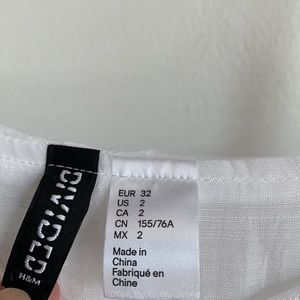 DIVIDED
H&M
EUR 32
US 2
CA 2
CN 155/76A
MX 2
Made in
China
Fabriqué en
Chine